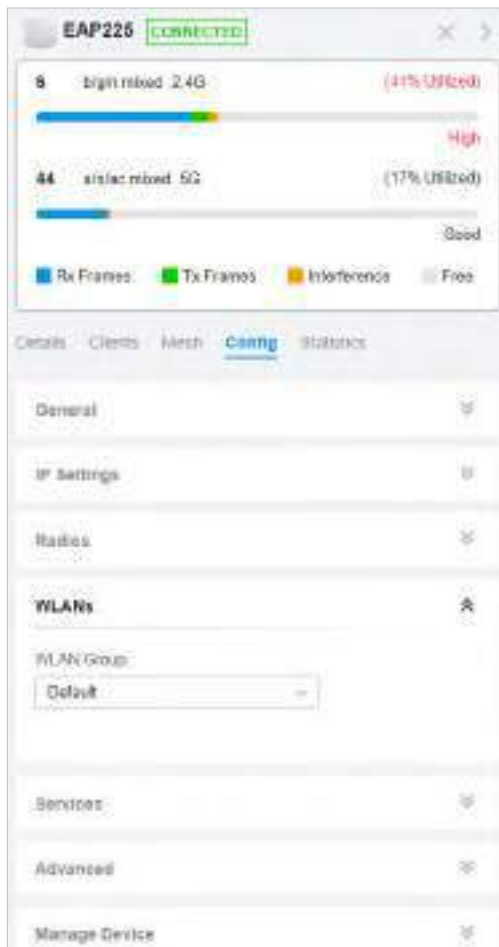 EAP225 CONNECTED
6 b/g/n mixed 2.4G (41% Utilized)
High
44 a/n/ac mixed 5G (17% Utilized)
Good
Rx Frames Tx Frames Interference Free
Details Clients Mesh Config Statistics
General
IP Settings
Radios
WLANs
WLAN Group:
Default
Services
Advanced
Manage Device